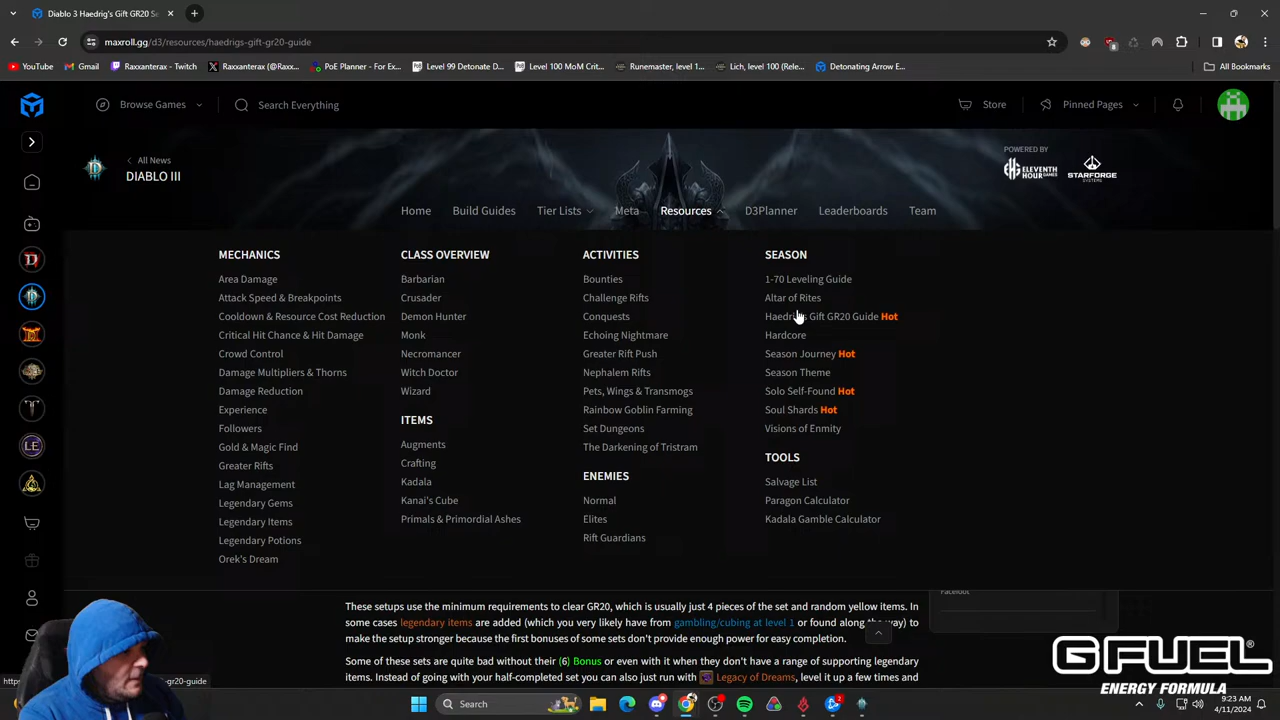 Diablo 3 Haedrig's Gift GR20 Se
maxroll.gg/d3/resources/haedrigs-gift-gr20-guide
YouTube Gmail Raxxanterax - Twitch Raxxanterax (@Raxx... PoE Planner - For Ex... Level 99 Detonate D... Level 100 MoM Crit... Runemaster, level 1... Lich, level 100 (Rele... Detonating Arrow E... All Bookmarks
Browse Games Search Everything Store Pinned Pages
All News
DIABLO III
POWERED BY
ELEVENTH HOUR GAMES STARFORGE SYSTEMS
Home Build Guides Tier Lists Meta Resources D3Planner Leaderboards Team
MECHANICS
Area Damage
Attack Speed & Breakpoints
Cooldown & Resource Cost Reduction
Critical Hit Chance & Hit Damage
Crowd Control
Damage Multipliers & Thorns
Damage Reduction
Experience
Followers
Gold & Magic Find
Greater Rifts
Lag Management
Legendary Gems
Legendary Items
Legendary Potions
Orek's Dream
CLASS OVERVIEW
Barbarian
Crusader
Demon Hunter
Monk
Necromancer
Witch Doctor
Wizard
ITEMS
Augments
Crafting
Kadala
Kanai's Cube
Primals & Primordial Ashes
ACTIVITIES
Bounties
Challenge Rifts
Conquests
Echoing Nightmare
Greater Rift Push
Nephalem Rifts
Pets, Wings & Transmogs
Rainbow Goblin Farming
Set Dungeons
The Darkening of Tristram
ENEMIES
Normal
Elites
Rift Guardians
SEASON
1-70 Leveling Guide
Altar of Rites
Haedrig's Gift GR20 Guide Hot
Hardcore
Season Journey Hot
Season Theme
Solo Self-Found Hot
Soul Shards Hot
Visions of Enmity
TOOLS
Salvage List
Paragon Calculator
Kadala Gamble Calculator
These setups use the minimum requirements to clear GR20, which is usually just 4 pieces of the set and random yellow items. In
some cases legendary items are added (which you very likely have from gambling/cubing at level 1 or found along the way) to
make the setup stronger because the first bonuses of some sets don't provide enough power for easy completion.
Some of these sets are quite bad without their (6) Bonus or even with it when they don't have a range of supporting legendary
items. Instead of going with your half-completed set you can also just run with Legacy of Dreams, level it up a few times and
https -gr20-guide
G FUEL
ENERGY FORMULA
Search
9:23 AM
4/11/2024